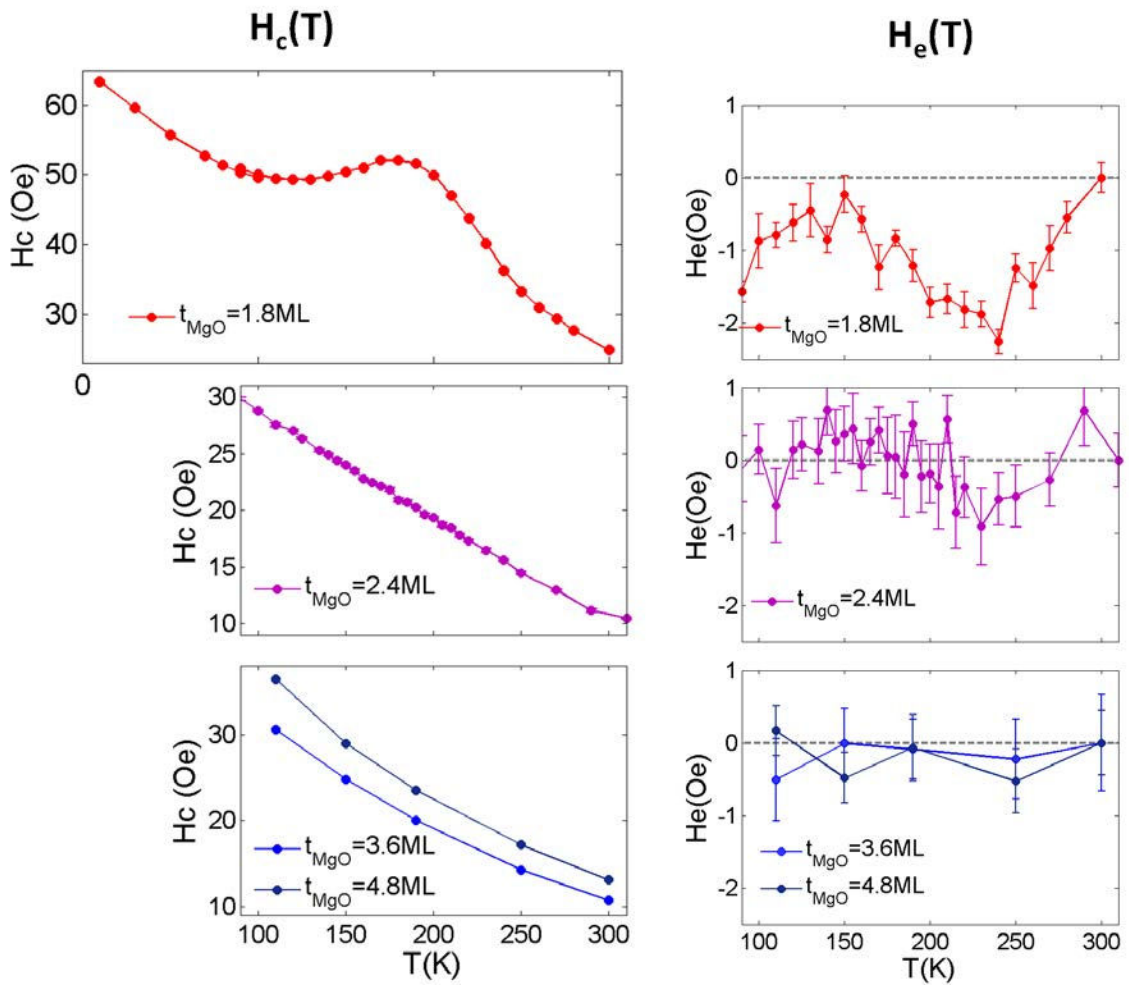 Hc(T)
He(T)
Hc (Oe)
60
50
40
30
0
tMgO=1.8ML
He(Oe)
1
0
-1
-2
tMgO=1.8ML
Hc (Oe)
30
25
20
15
10
tMgO=2.4ML
He(Oe)
1
0
-1
-2
tMgO=2.4ML
Hc (Oe)
30
20
10
tMgO=3.6ML
tMgO=4.8ML
100 150 200 250 300
T(K)
He(Oe)
1
0
-1
-2
tMgO=3.6ML
tMgO=4.8ML
100 150 200 250 300
T(K)